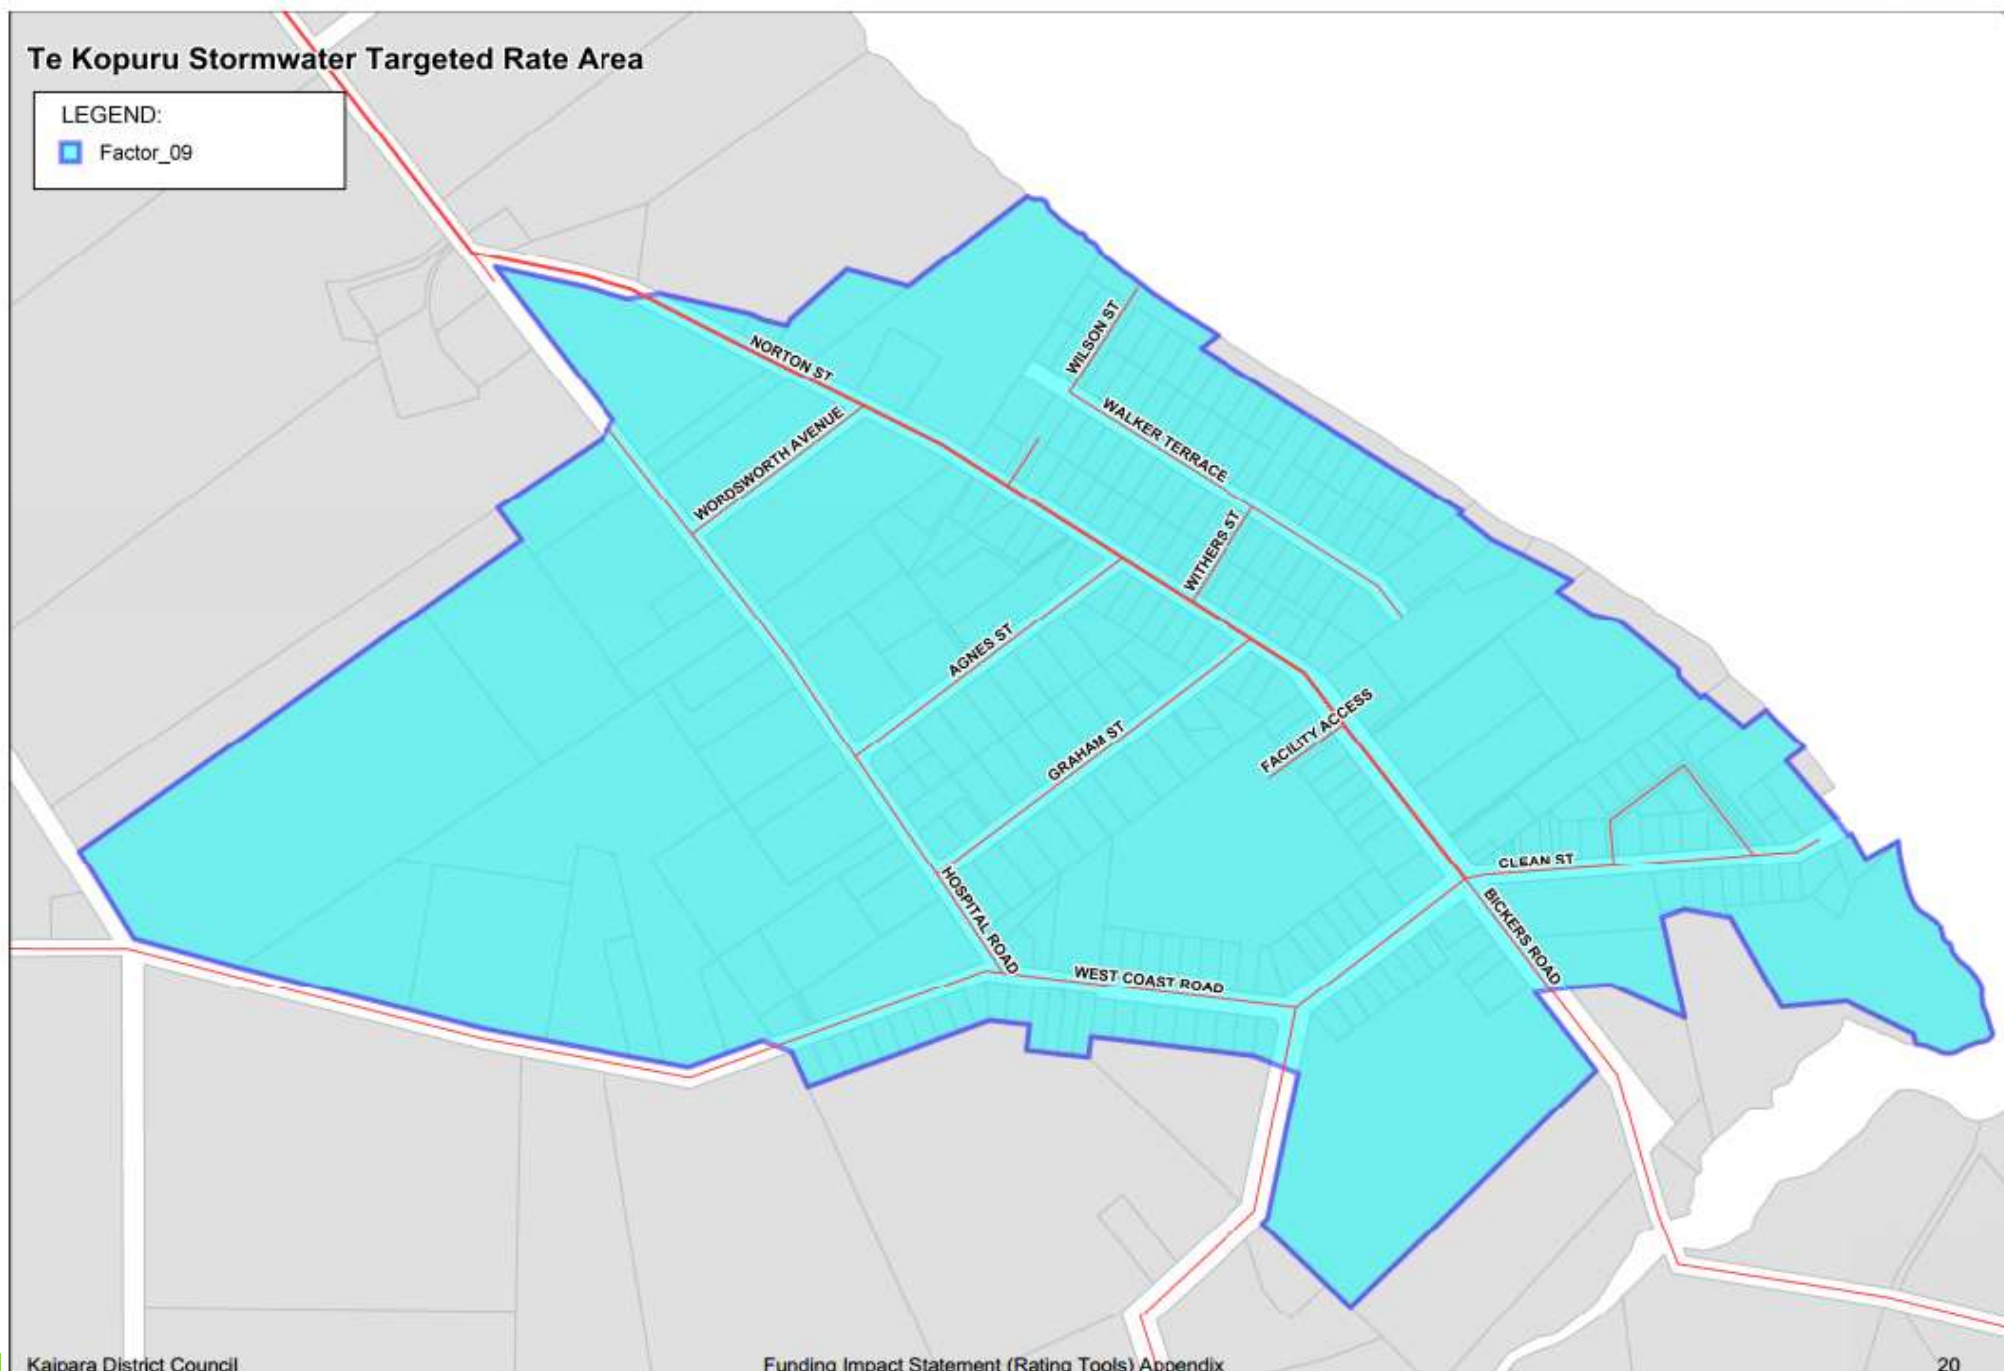 Te Kopuru Stormwater Targeted Rate Area
LEGEND:
Factor_09
WILSON ST
NORTON ST
WALKER TERRACE
WORDSWORTH AVENUE
WITHERS ST
AGNES ST
FACILITY ACCESS
GRAHAM ST
CLEAN ST
HOSPITAL ROAD
BICKERS ROAD
WEST COAST ROAD
Kaipara District Council
Funding Impact Statement (Rating Tools) Appendix
20